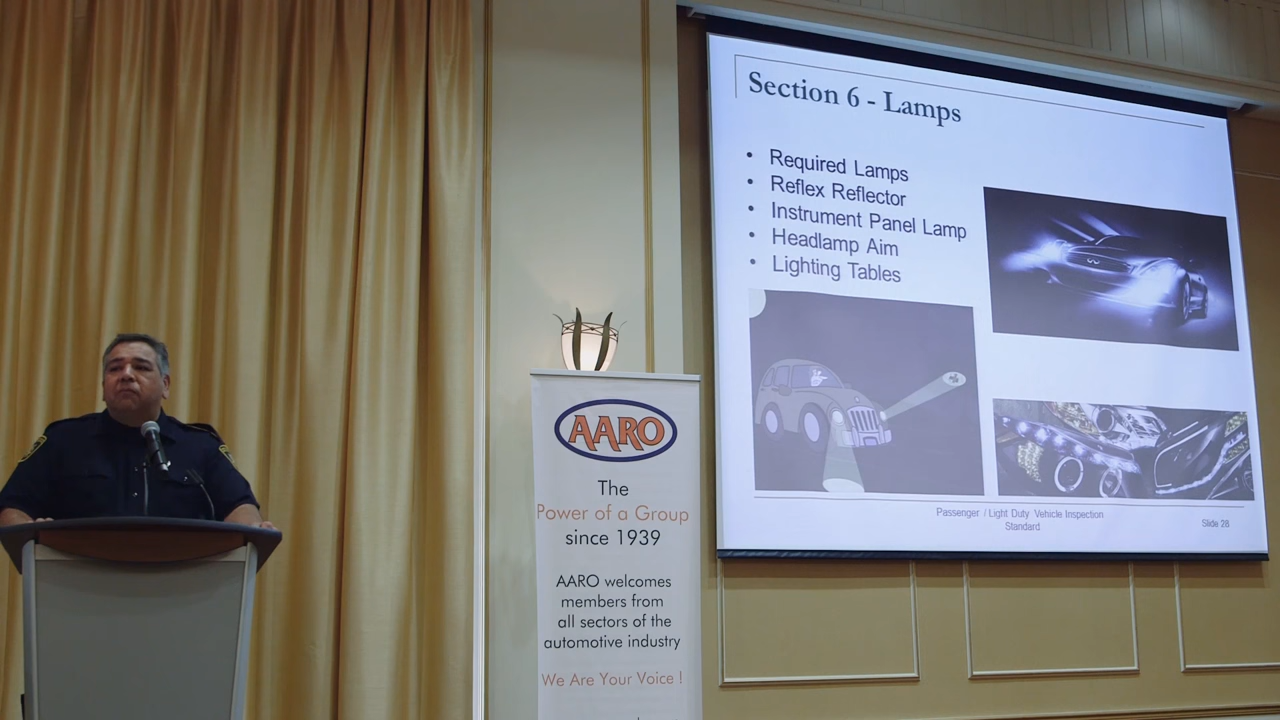 Section 6 - Lamps
• Required Lamps
• Reflex Reflector
• Instrument Panel Lamp
• Headlamp Aim
• Lighting Tables
Passenger / Light Duty Vehicle Inspection
Standard
Slide 28
AARO
The
Power of a Group
since 1939
AARO welcomes
members from
all sectors of the
automotive industry
We Are Your Voice !